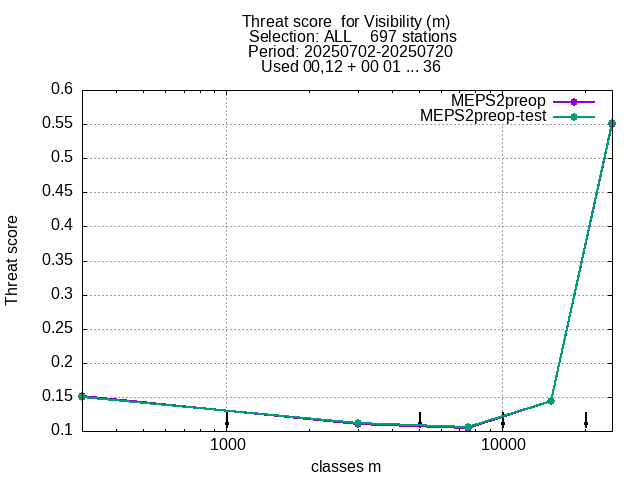 Threat score  for Visibility (m)
Selection: ALL    697 stations
Period: 20250702-20250720
Used 00,12 + 00 01 ... 36
MEPS2preop
MEPS2preop-test
Threat score
0.6
0.55
0.5
0.45
0.4
0.35
0.3
0.25
0.2
0.15
0.1
1000
10000
classes m